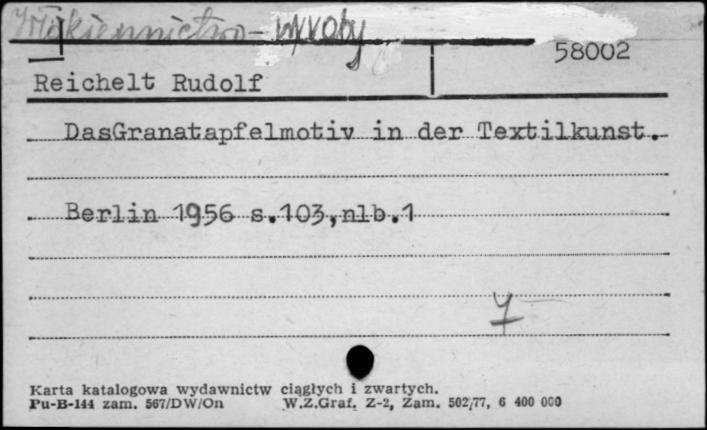 Włókiennictwo - wyroby
58002
Reichelt Rudolf
DasGranatapfelmotiv in der Textilkunst.
Berlin 1956 s.103,nlb.1
Karta katalogowa wydawnictw ciągłych i zwartych.
Pu-B-144 zam. 567/DW/On W.Z.Graf. Z-2, Zam. 502/77, 6 400 000